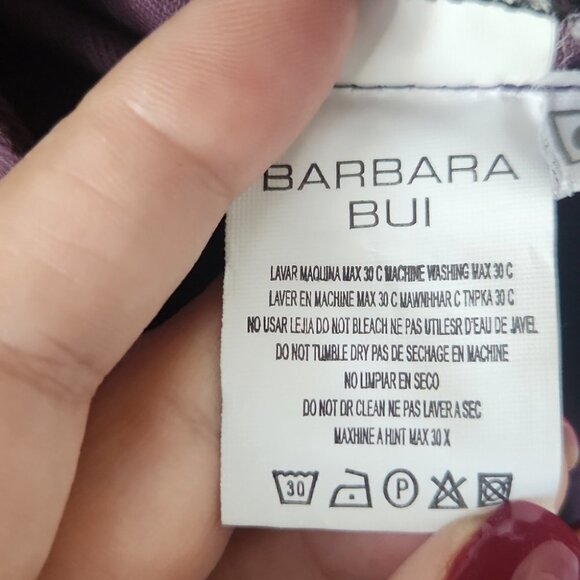 BARBARA
BUI
LAVAR MAQUINA MAX 30 C MACHINE WASHING MAX 30 C
LAVER EN MACHINE MAX 30 C MAWNHHAR C TNPKA 30 C
NO USAR LEJIA DO NOT BLEACH NE PAS UTILESR D'EAU DE JAVEL
DO NOT TUMBLE DRY PAS DE SECHAGE EN MACHINE
NO LIMPIAR EN SECO
DO NOT DR CLEAN NE PAS LAVER A SEC
MAXHINE A HINT MAX 30 X
30 P